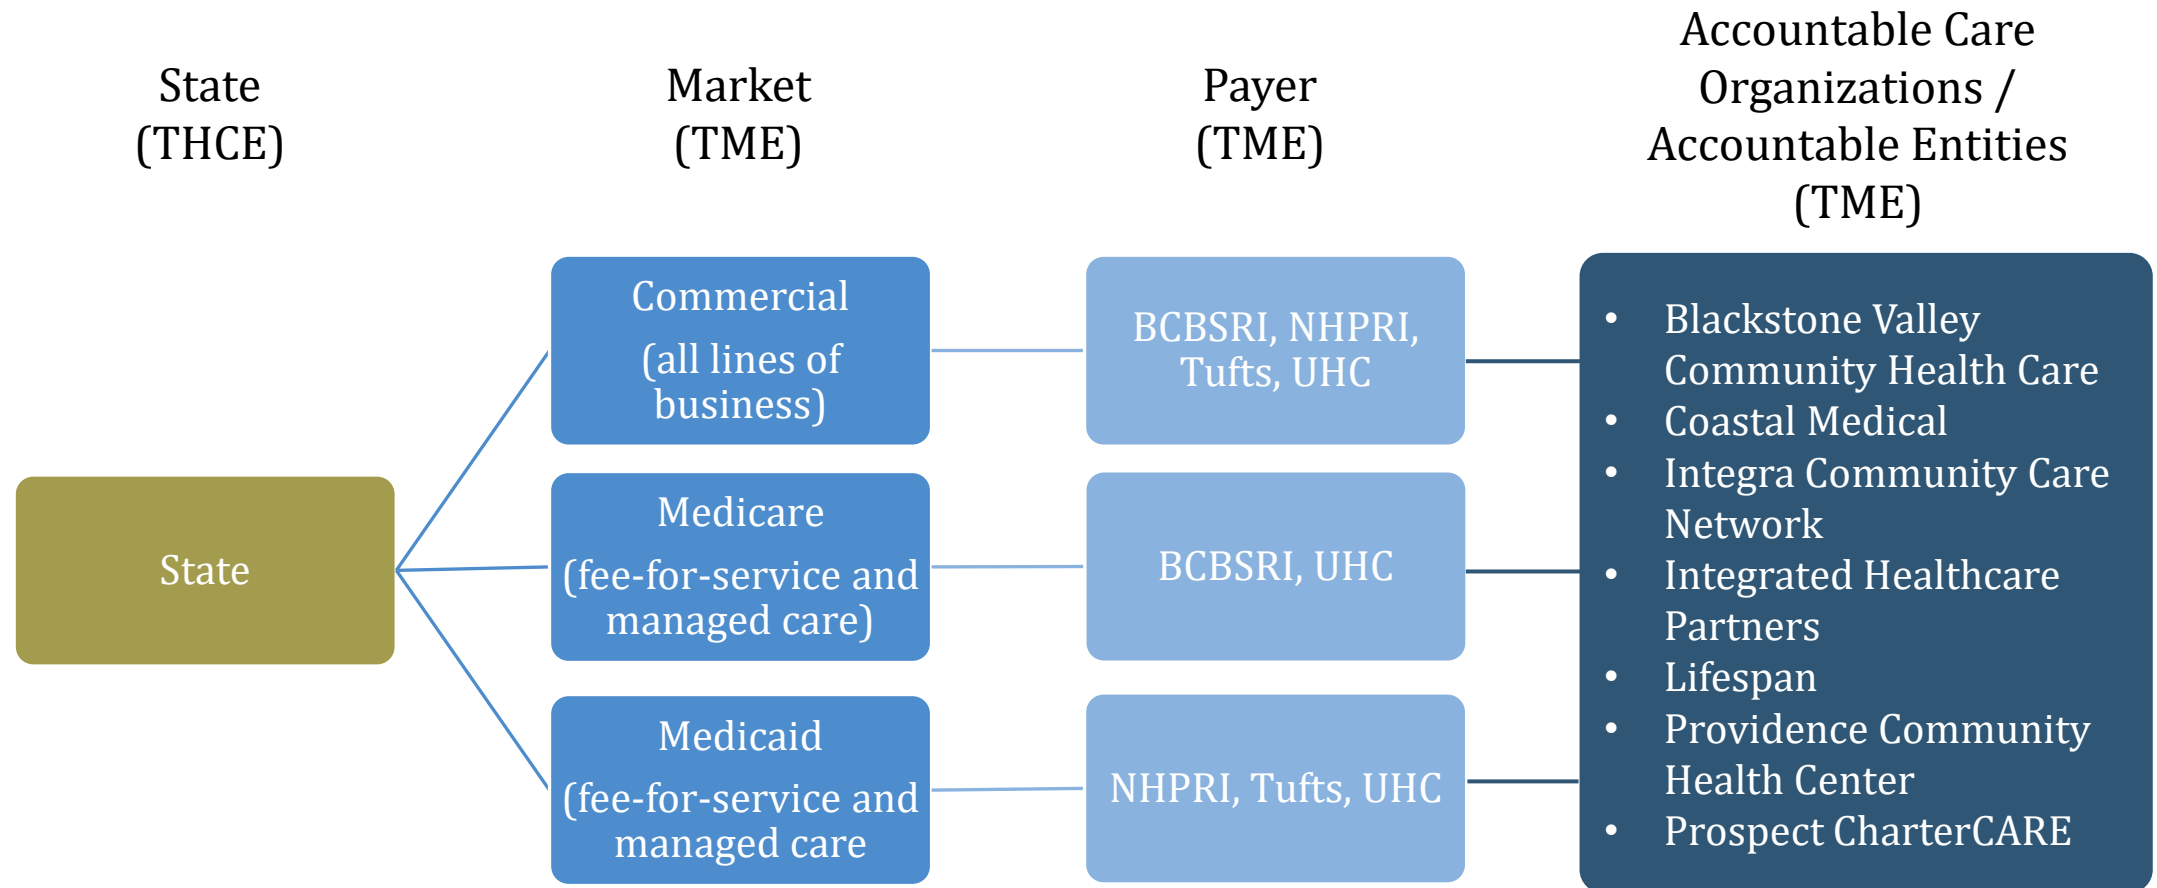 State
(THCE)
Market
(TME)
Payer
(TME)
Accountable Care
Organizations /
Accountable Entities
(TME)
State
Commercial
(all lines of
business)
Medicare
(fee-for-service and
managed care)
Medicaid
(fee-for-service and
managed care
BCBSRI, NHPRI,
Tufts, UHC
BCBSRI, UHC
NHPRI, Tufts, UHC
• Blackstone Valley
Community Health Care
• Coastal Medical
• Integra Community Care
Network
• Integrated Healthcare
Partners
• Lifespan
• Providence Community
Health Center
• Prospect CharterCARE